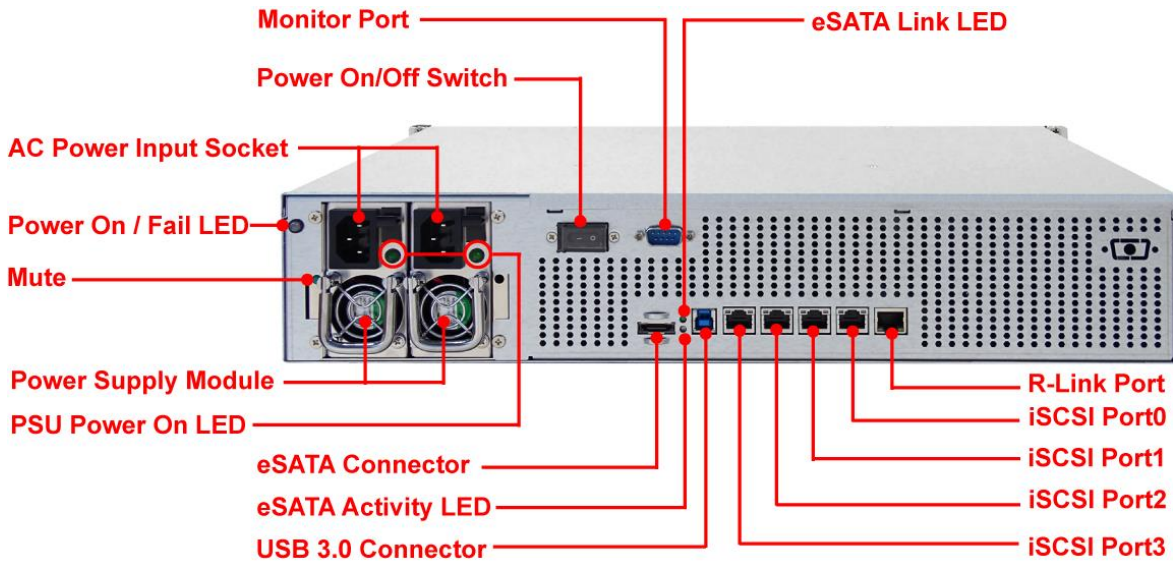 Monitor Port
eSATA Link LED
Power On/Off Switch
AC Power Input Socket
Power On / Fail LED
Mute
Power Supply Module
R-Link Port
PSU Power On LED
iSCSI Port0
eSATA Connector
iSCSI Port1
eSATA Activity LED
iSCSI Port2
USB 3.0 Connector
iSCSI Port3